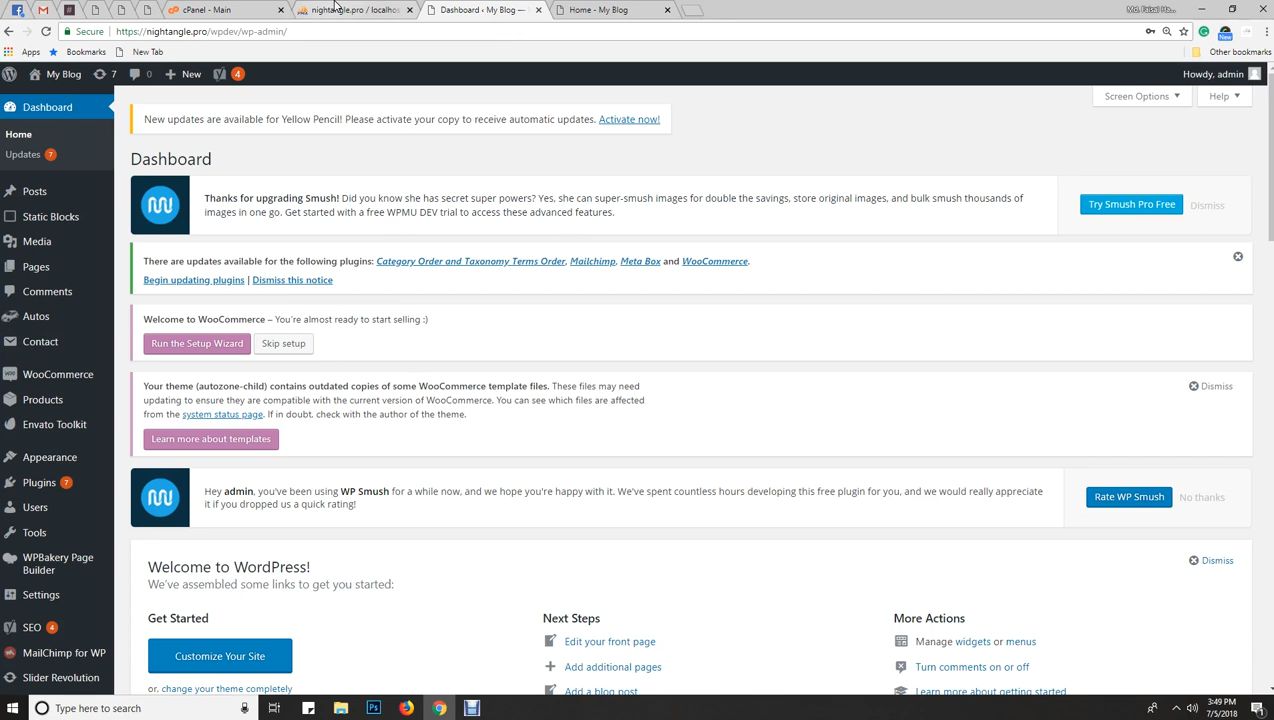 cPanel - Main
nightangle.pro / localhos
Dashboard ‹ My Blog —
Home - My Blog
Md. Faisal Ha...
Secure
https://nightangle.pro/wpdev/wp-admin/
New
Apps
Bookmarks
New Tab
Other bookmarks
My Blog
7
0
New
4
Howdy, admin
Dashboard
Home
Updates 7
Posts
Static Blocks
Media
Pages
Comments
Autos
Contact
WooCommerce
Products
Envato Toolkit
Appearance
Plugins 7
Users
Tools
WPBakery Page
Builder
Settings
SEO 4
MailChimp for WP
Slider Revolution
Screen Options
Help
New updates are available for Yellow Pencil! Please activate your copy to receive automatic updates. Activate now!
Dashboard
Thanks for upgrading Smush! Did you know she has secret super powers? Yes, she can super-smush images for double the savings, store original images, and bulk smush thousands of
images in one go. Get started with a free WPMU DEV trial to access these advanced features.
Try Smush Pro Free
Dismiss
There are updates available for the following plugins: Category Order and Taxonomy Terms Order, Mailchimp, Meta Box and WooCommerce.
Begin updating plugins | Dismiss this notice
Welcome to WooCommerce – You're almost ready to start selling :)
Run the Setup Wizard
Skip setup
Your theme (autozone-child) contains outdated copies of some WooCommerce template files. These files may need
updating to ensure they are compatible with the current version of WooCommerce. You can see which files are affected
from the system status page. If in doubt, check with the author of the theme.
Dismiss
Learn more about templates
Hey admin, you've been using WP Smush for a while now, and we hope you're happy with it. We've spent countless hours developing this free plugin for you, and we would really appreciate
it if you dropped us a quick rating!
Rate WP Smush
No thanks
Welcome to WordPress!
We've assembled some links to get you started:
Dismiss
Get Started
Customize Your Site
or, change your theme completely
Next Steps
Edit your front page
Add additional pages
Add a blog post
More Actions
Manage widgets or menus
Turn comments on or off
Learn more about getting started
Type here to search
Ps
3:49 PM
7/5/2018
1